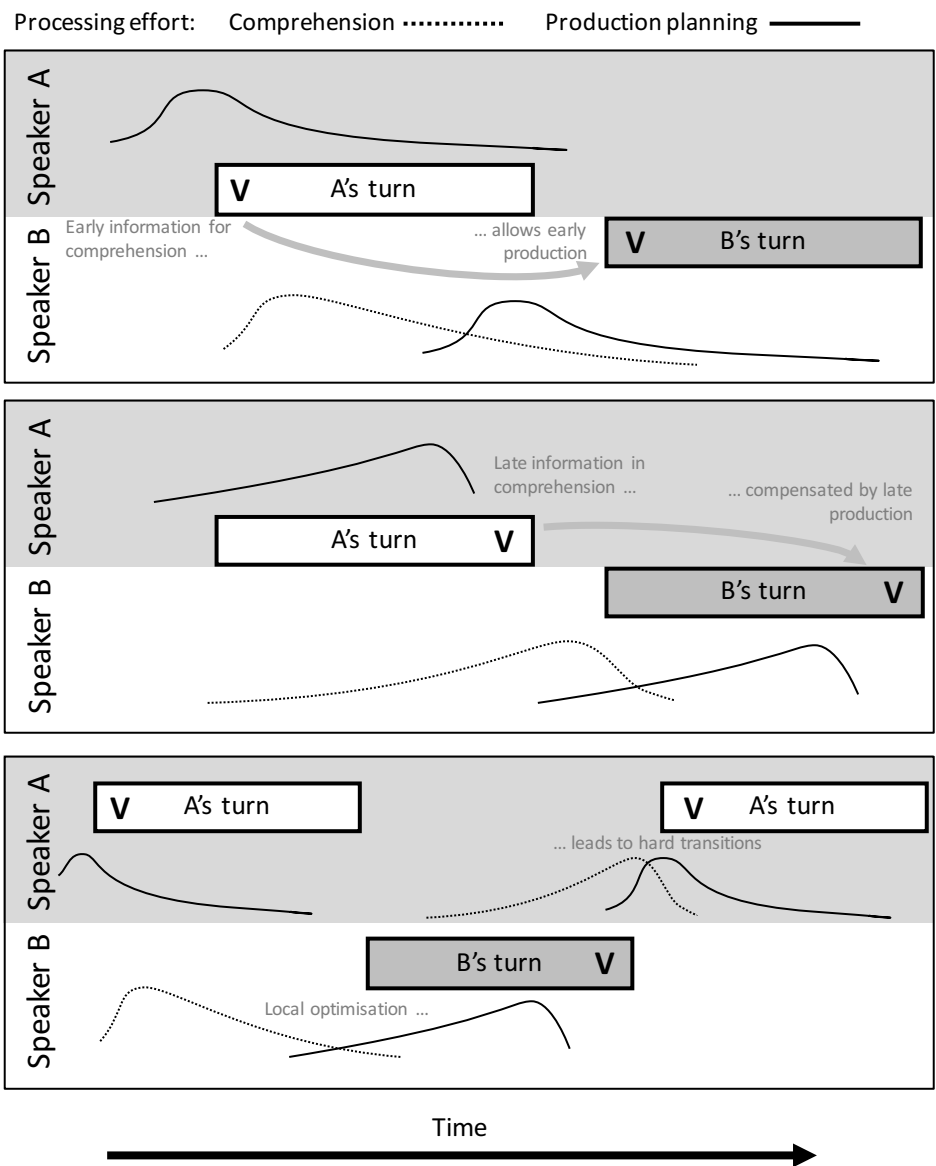 Processing effort: Comprehension Production planning
Speaker A
V A's turn
Speaker B
Early information for
comprehension ...
... allows early
production
V B's turn
Speaker A
Late information in
comprehension ...
... compensated by late
production
A's turn V
Speaker B
B's turn V
Speaker A
V A's turn
V A's turn
... leads to hard transitions
Speaker B
B's turn V
Local optimisation ...
Time